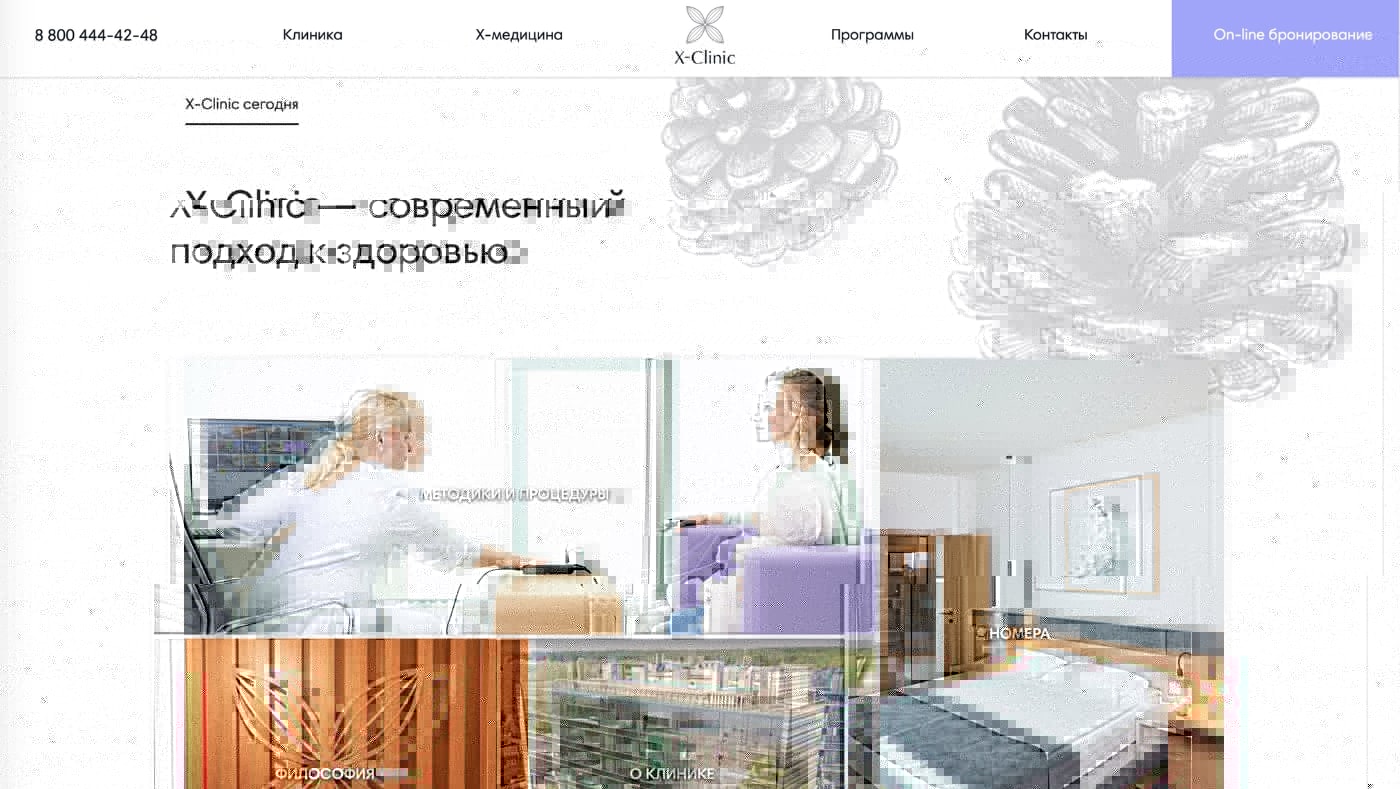 8 800 444-42-48
Клиника
Х-медицина
X-Clinic
Программы
Контакты
On-line бронирование
X-Clinic сегодня
X-Clinic — современный
подход к здоровью
МЕТОДИКИ И ПРОЦЕДУРЫ
НОМЕРА
ФИЛОСОФИЯ
О КЛИНИКЕ